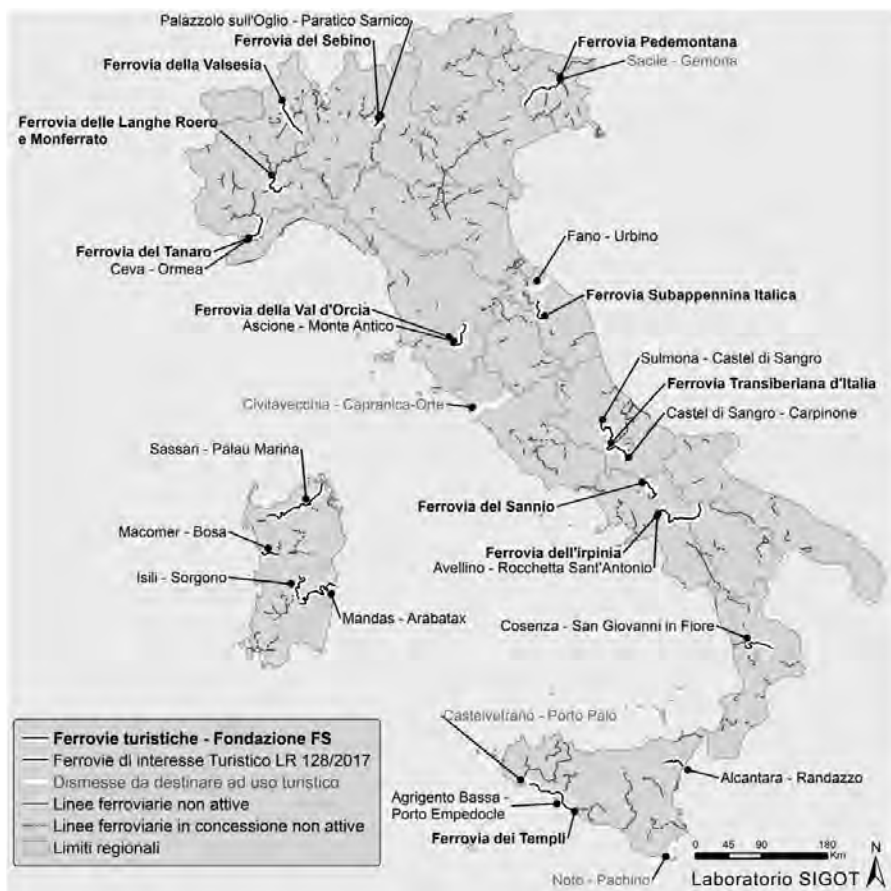 Palazzolo sull'Oglio - Paratico Sarnico
Ferrovia del Sebino
Ferrovia Pedemontana
Sacile - Gemona
Ferrovia della Valsesia
Ferrovia delle Langhe Roero
e Monferrato
Ferrovia del Tanaro
Ceva - Ormea
Fano - Urbino
Ferrovia Subappennina Italica
Ferrovia della Val d'Orcia
Ascione - Monte Antico
Sulmona - Castel di Sangro
Ferrovia Transiberiana d'Italia
Castel di Sangro - Carpinone
Civitavecchia - Capranica-Orte
Sassari - Palau Marina
Macomer - Bosa
Isili - Sorgono
Mandas - Arabatax
Ferrovia del Sannio
Ferrovia dell'irpinia
Avellino - Rocchetta Sant'Antonio
Cosenza - San Giovanni in Fiore
Castelvetrano - Porto Palo
Alcantara - Randazzo
Agrigento Bassa -
Porto Empedocle
Ferrovia dei Templi
Noto - Pachino
Ferrovie turistiche - Fondazione FS
Ferrovie di interesse Turistico LR 128/2017
Dismesse da destinare ad uso turistico
Linee ferroviarie non attive
Linee ferroviarie in concessione non attive
Limiti regionali
0 45 90 180
Km
N
Laboratorio SIGOT